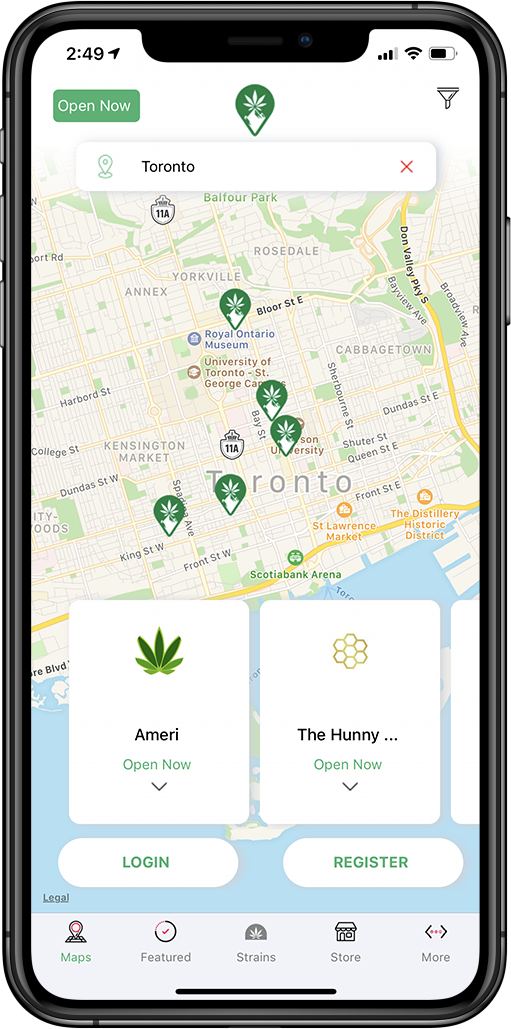 2:49
Open Now
Toronto
11A
Balfour Park
port Rd
ROSEDALE
Don Valley Pky S
YORKVILLE
ANNEX
Bayview Ave
Broadview Ave
Bloor St E
Royal Ontario
Museum
CABBAGETOWN
University of
Toronto - St.
George Campus
Harbord St
Sherbourne St
Bay St
Dundas St E
11A
College St
KENSINGTON
MARKET
Shuter St
Queen St E
University
Toronto
Dundas St W
Spadina Ave
Front St E
The Distillery
Historic
District
St Lawrence
Market
King St W
Front St W
Scotiabank Arena
Ameri
Open Now
The Hunny ...
Open Now
LOGIN
REGISTER
Legal
Maps
Featured
Strains
Store
More